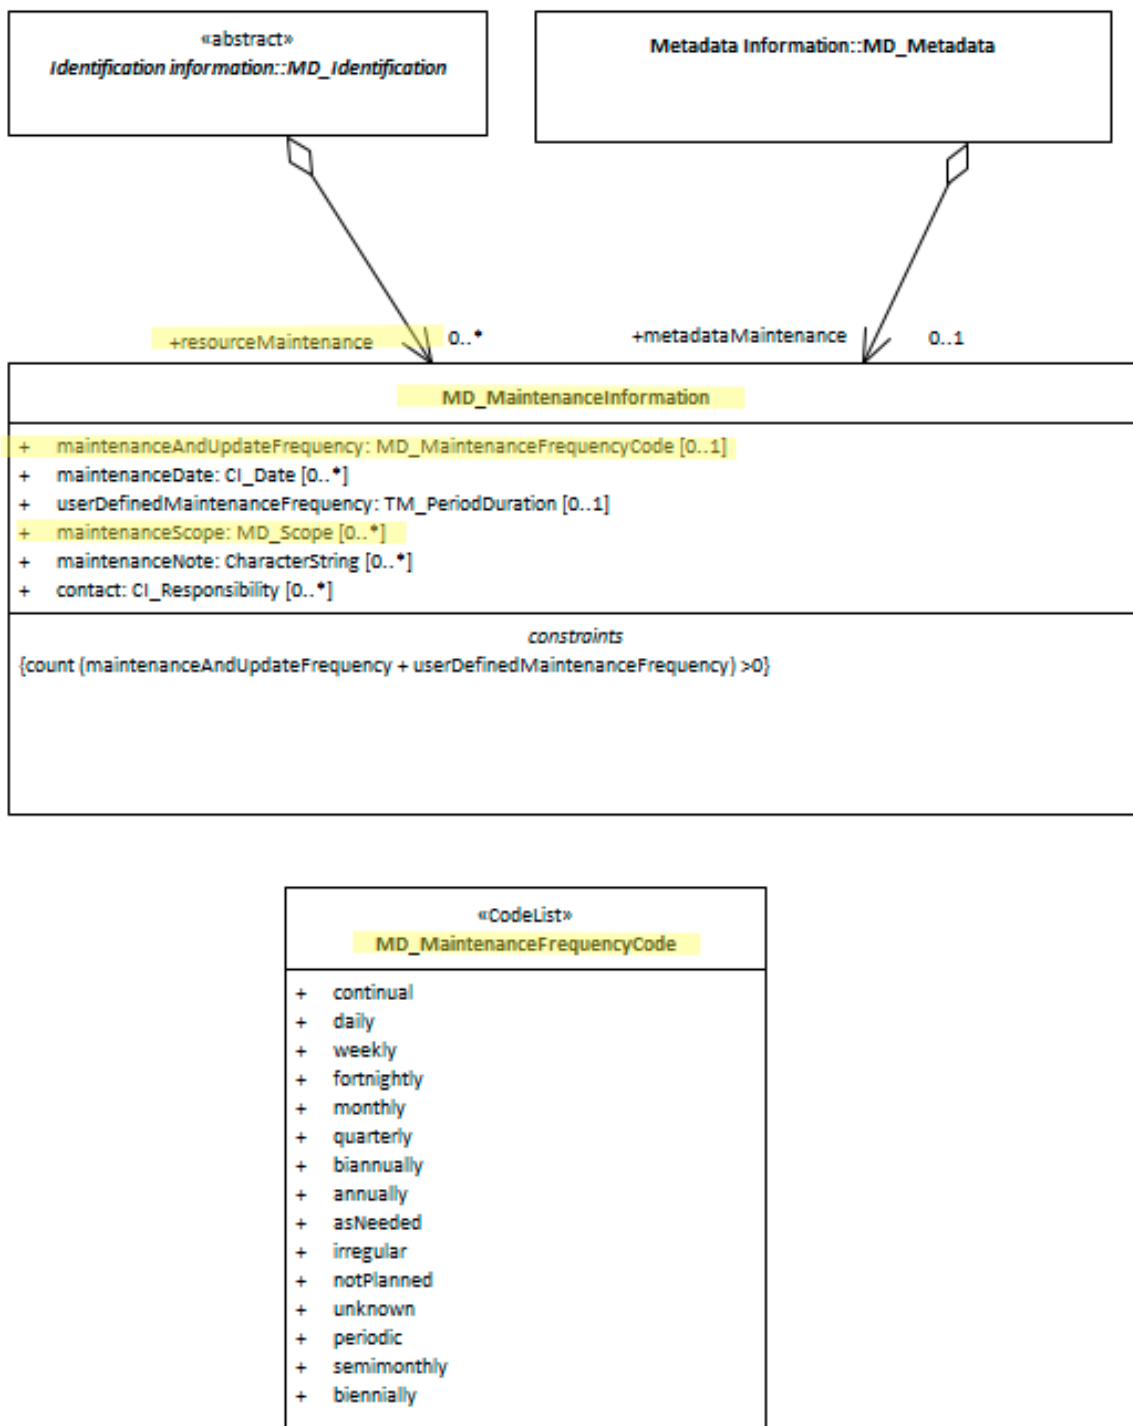 «abstract»
Identification information::MD_Identification
Metadata Information::MD_Metadata
+resourceMaintenance 0..*
+metadataMaintenance 0..1
MD_MaintenanceInformation
+ maintenanceAndUpdateFrequency: MD_MaintenanceFrequencyCode [0..1]
+ maintenanceDate: CI_Date [0..*]
+ userDefinedMaintenanceFrequency: TM_PeriodDuration [0..1]
+ maintenanceScope: MD_Scope [0..*]
+ maintenanceNote: CharacterString [0..*]
+ contact: CI_Responsibility [0..*]
constraints
{count (maintenanceAndUpdateFrequency + userDefinedMaintenanceFrequency) >0}
«CodeList»
MD_MaintenanceFrequencyCode
+ continual
+ daily
+ weekly
+ fortnightly
+ monthly
+ quarterly
+ biannually
+ annually
+ asNeeded
+ irregular
+ notPlanned
+ unknown
+ periodic
+ semimonthly
+ biennially